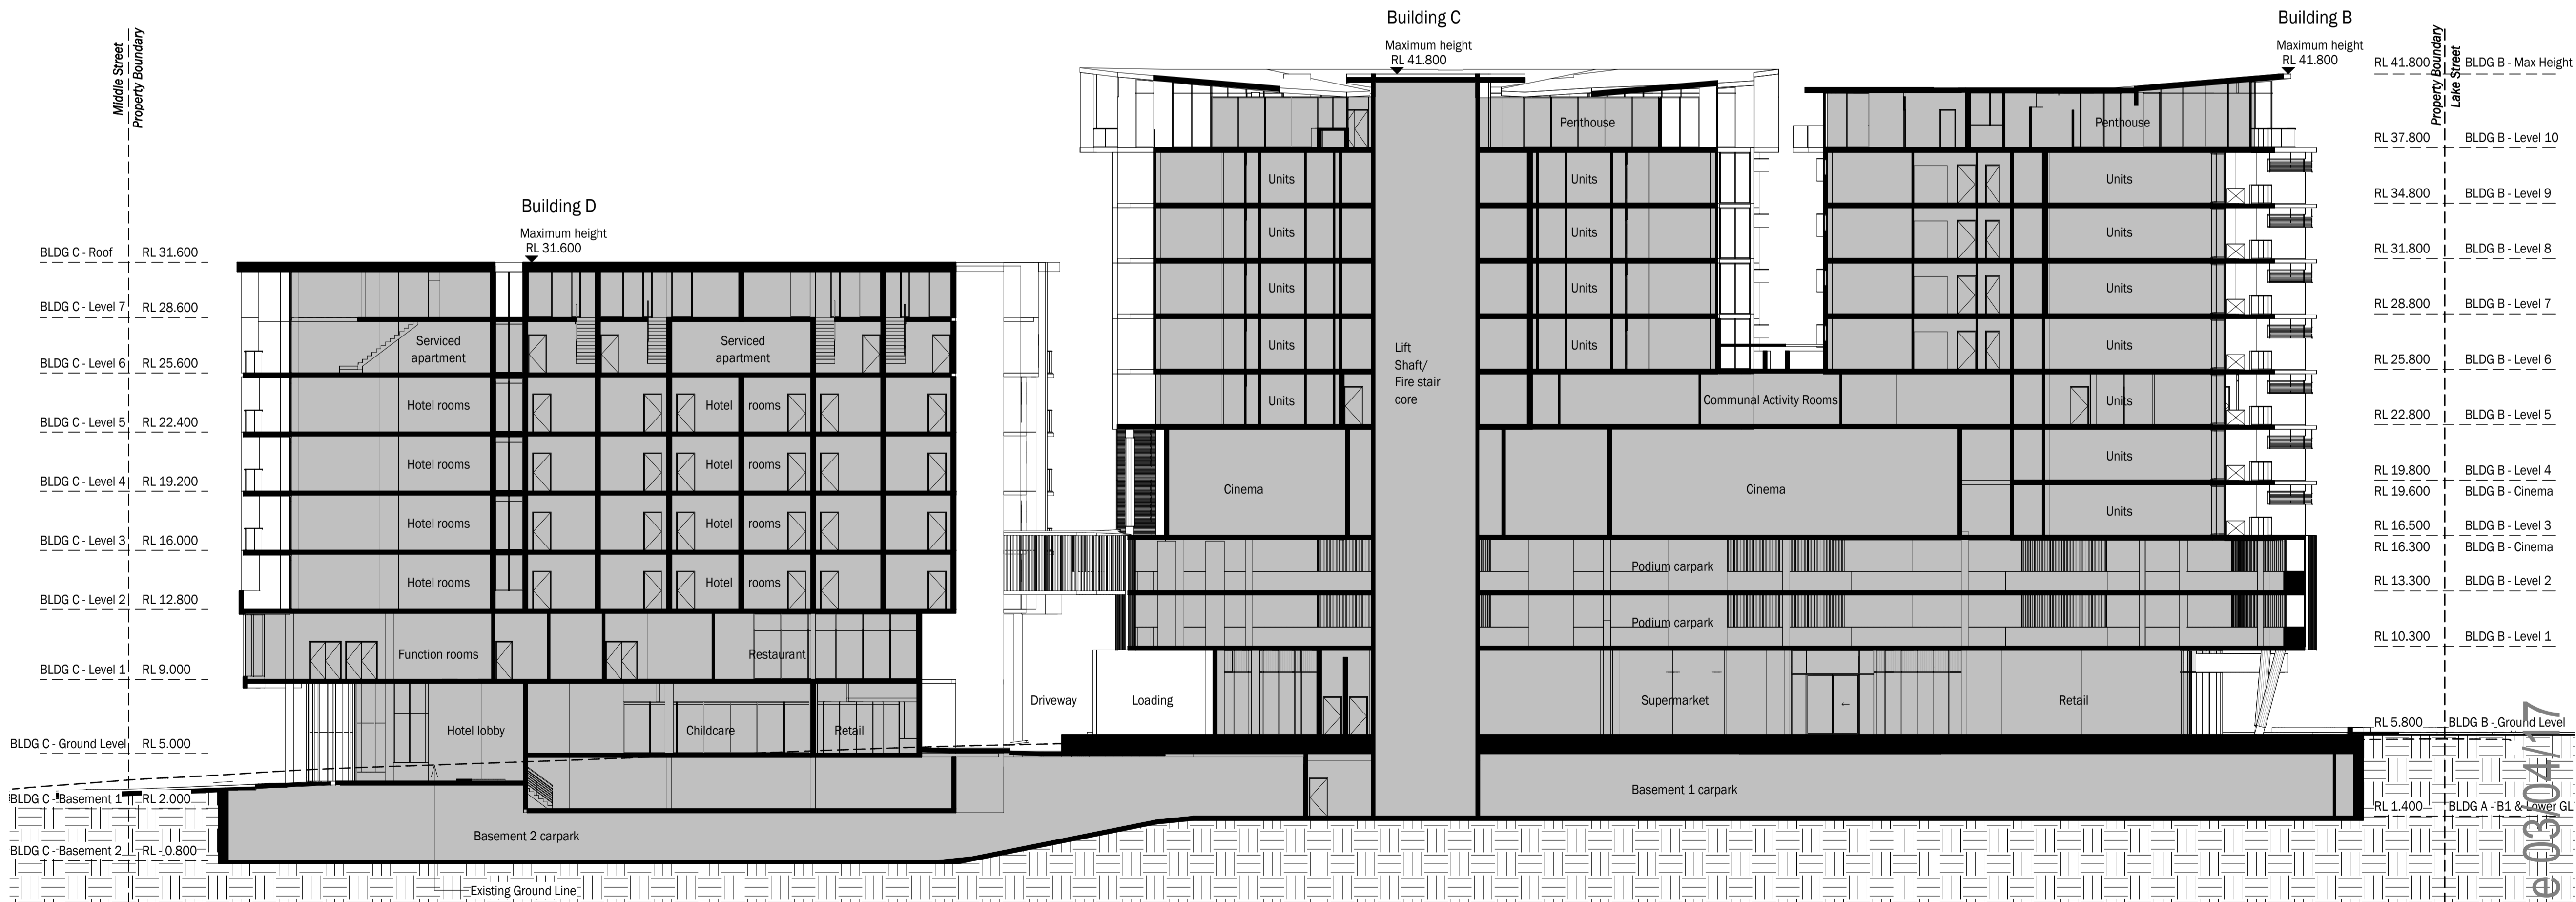 Building C
Building B
Maximum height
RL 41.800
Maximum height
RL 41.800
Middle Street
Property Boundary
Property Boundary
Lake Street
RL 41.800 BLDG B - Max Height
Penthouse
Penthouse
RL 37.800 BLDG B - Level 10
Units Units Units
RL 34.800 BLDG B - Level 9
Building D
Maximum height
RL 31.600
Units Units Units
BLDG C - Roof RL 31.600
RL 31.800 BLDG B - Level 8
Units Units Units
BLDG C - Level 7 RL 28.600
RL 28.800 BLDG B - Level 7
Serviced
apartment
Serviced
apartment
Units Units Units
Lift
Shaft/
Fire stair
core
BLDG C - Level 6 RL 25.600
RL 25.800 BLDG B - Level 6
Hotel rooms Hotel rooms
Units Communal Activity Rooms Units
BLDG C - Level 5 RL 22.400
RL 22.800 BLDG B - Level 5
Hotel rooms Hotel rooms
Units
RL 19.800 BLDG B - Level 4
BLDG C - Level 4 RL 19.200
Cinema Cinema
RL 19.600 BLDG B - Cinema
Hotel rooms Hotel rooms
Units
RL 16.500 BLDG B - Level 3
BLDG C - Level 3 RL 16.000
RL 16.300 BLDG B - Cinema
Podium carpark
Hotel rooms Hotel rooms
RL 13.300 BLDG B - Level 2
BLDG C - Level 2 RL 12.800
Podium carpark
RL 10.300 BLDG B - Level 1
Function rooms Restaurant
BLDG C - Level 1 RL 9.000
Driveway Loading Supermarket Retail
Hotel lobby Childcare Retail
RL 5.800 BLDG B - Ground Level
BLDG C - Ground Level RL 5.000
Basement 1 carpark
BLDG C - Basement 1 RL 2.000
RL 1.400 BLDG A - B1 & Lower GL
Basement 2 carpark
BLDG C - Basement 2 RL - 0.800
Existing Ground Line
e 03/04/17